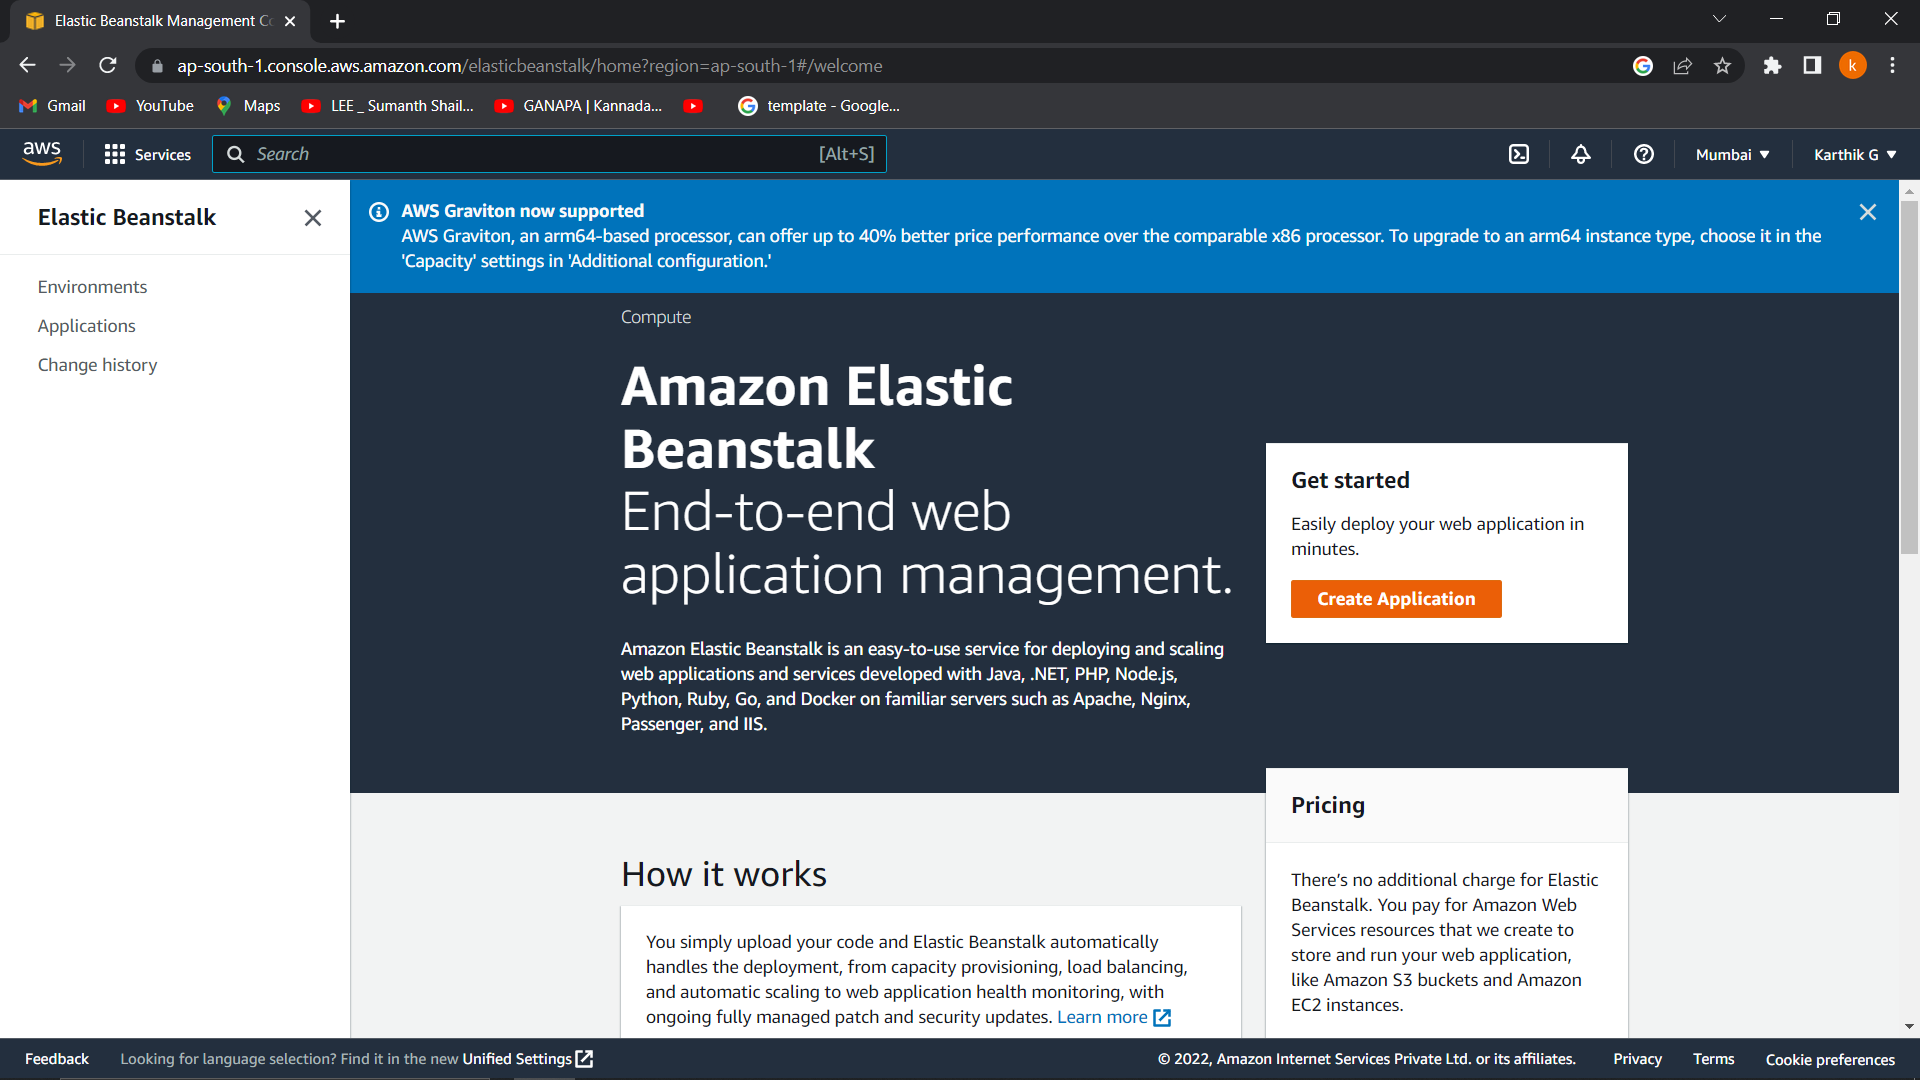 Elastic Beanstalk Management Co
ap-south-1.console.aws.amazon.com/elasticbeanstalk/home?region=ap-south-1#/welcome
k
Gmail
YouTube
Maps
LEE _ Sumanth Shail...
GANAPA | Kannada...
template - Google...
aws
Services
Search
[Alt+S]
Mumbai
Karthik G
Elastic Beanstalk
Environments
Applications
Change history
AWS Graviton now supported
AWS Graviton, an arm64-based processor, can offer up to 40% better price performance over the comparable x86 processor. To upgrade to an arm64 instance type, choose it in the
'Capacity' settings in 'Additional configuration.'
Compute
Amazon Elastic
Beanstalk
End-to-end web
application management.
Amazon Elastic Beanstalk is an easy-to-use service for deploying and scaling
web applications and services developed with Java, .NET, PHP, Node.js,
Python, Ruby, Go, and Docker on familiar servers such as Apache, Nginx,
Passenger, and IIS.
Get started
Easily deploy your web application in
minutes.
Create Application
How it works
You simply upload your code and Elastic Beanstalk automatically
handles the deployment, from capacity provisioning, load balancing,
and automatic scaling to web application health monitoring, with
ongoing fully managed patch and security updates. Learn more
Pricing
There's no additional charge for Elastic
Beanstalk. You pay for Amazon Web
Services resources that we create to
store and run your web application,
like Amazon S3 buckets and Amazon
EC2 instances.
Feedback
Looking for language selection? Find it in the new Unified Settings
© 2022, Amazon Internet Services Private Ltd. or its affiliates.
Privacy
Terms
Cookie preferences